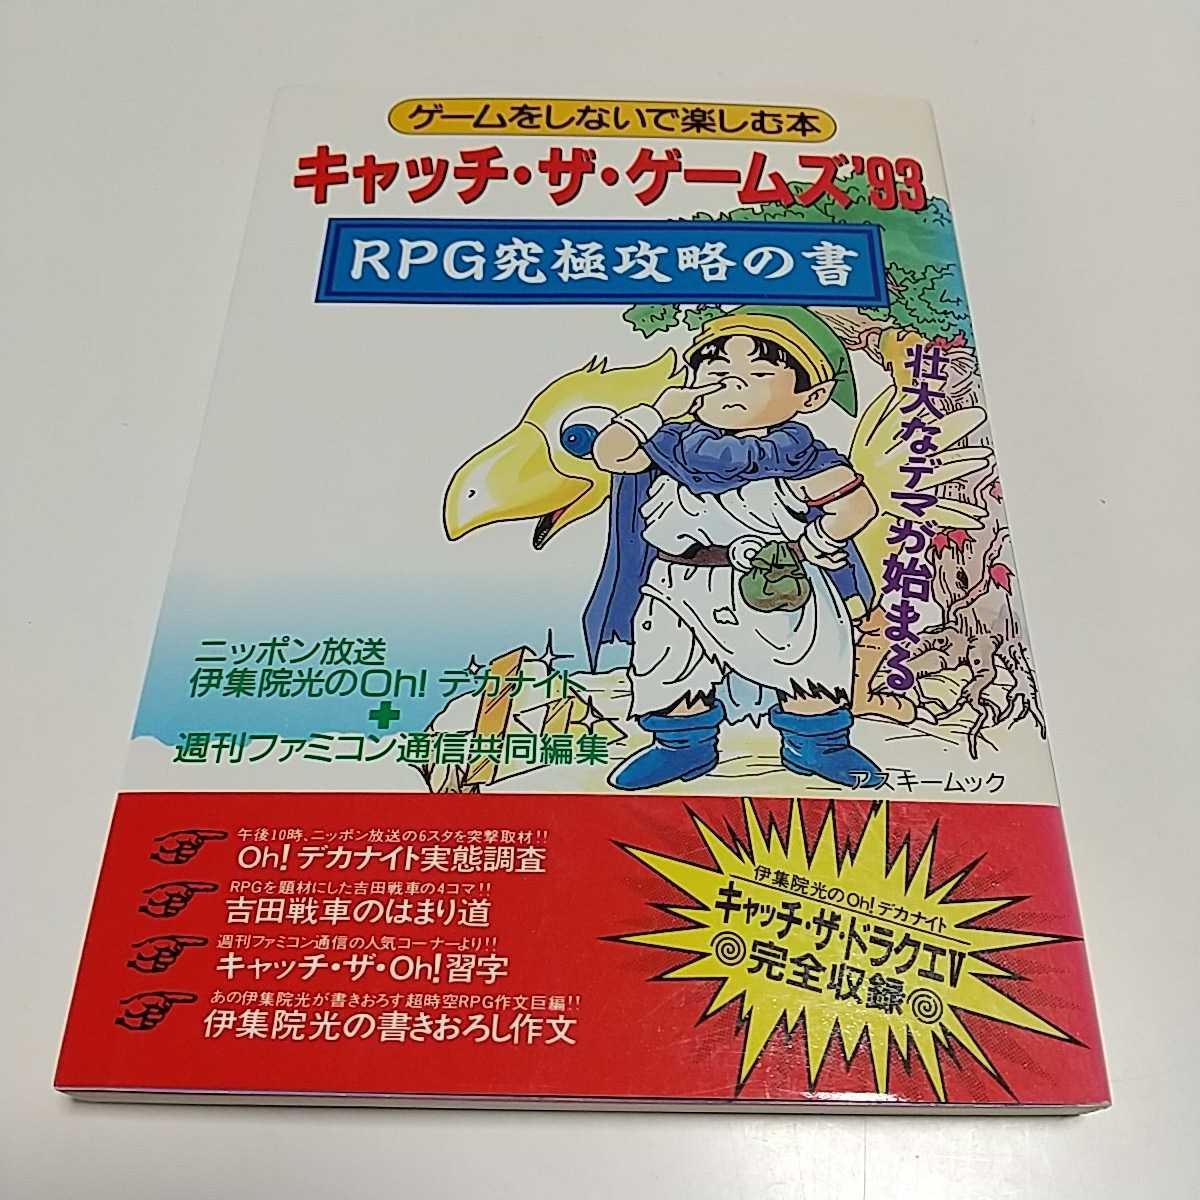 ゲームをしないで楽しむ本
キャッチ・ザ・ゲームズ'93
RPG究極攻略の書
壮大なデマが始まる
ニッポン放送
伊集院光のOh!デカナイト
+
週刊ファミコン通信共同編集
アスキームック
午後10時、ニッポン放送の6スタを突撃取材!!
Oh!デカナイト実態調査
RPGを題材にした吉田戦車の4コマ!!
吉田戦車のはまり道
週刊ファミコン通信の人気コーナーより!!
キャッチ・ザ・Oh!習字
あの伊集院光が書きおろす超時空RPG作文巨編!!
伊集院光の書きおろし作文
伊集院光のOh!デカナイト
キャッチ・ザ・ドラクエV
完全収録